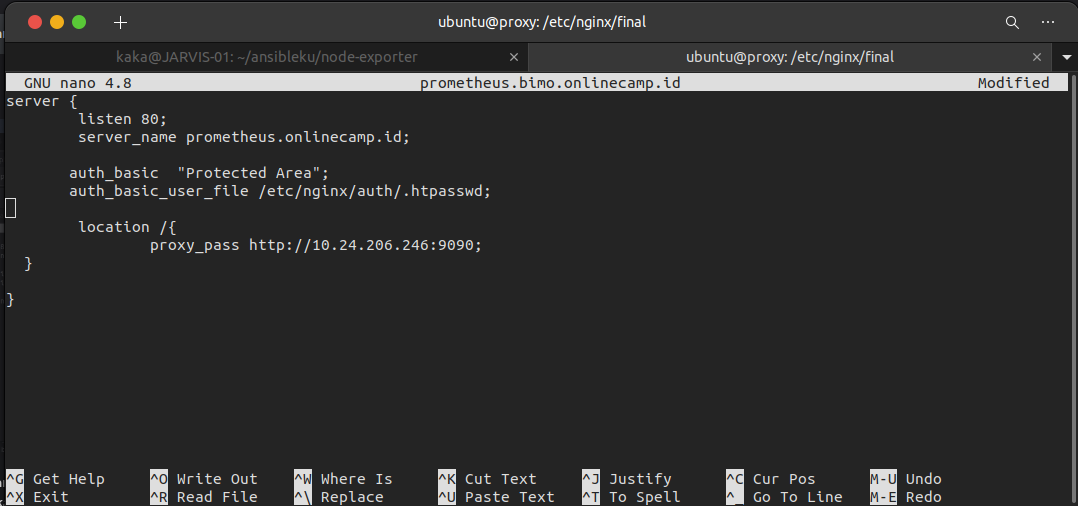 ubuntu@proxy: /etc/nginx/final
kaka@JARVIS-01: ~/ansibleku/node-exporter
ubuntu@proxy: /etc/nginx/final
GNU nano 4.8 prometheus.bimo.onlinecamp.id Modified
server {
listen 80;
server_name prometheus.onlinecamp.id;
auth_basic  "Protected Area";
auth_basic_user_file /etc/nginx/auth/.htpasswd;
location /{
proxy_pass http://10.24.206.246:9090;
}
}
^G Get Help ^O Write Out ^W Where Is ^K Cut Text ^J Justify ^C Cur Pos M-U Undo
^X Exit ^R Read File ^\ Replace ^U Paste Text ^T To Spell ^_ Go To Line M-E Redo